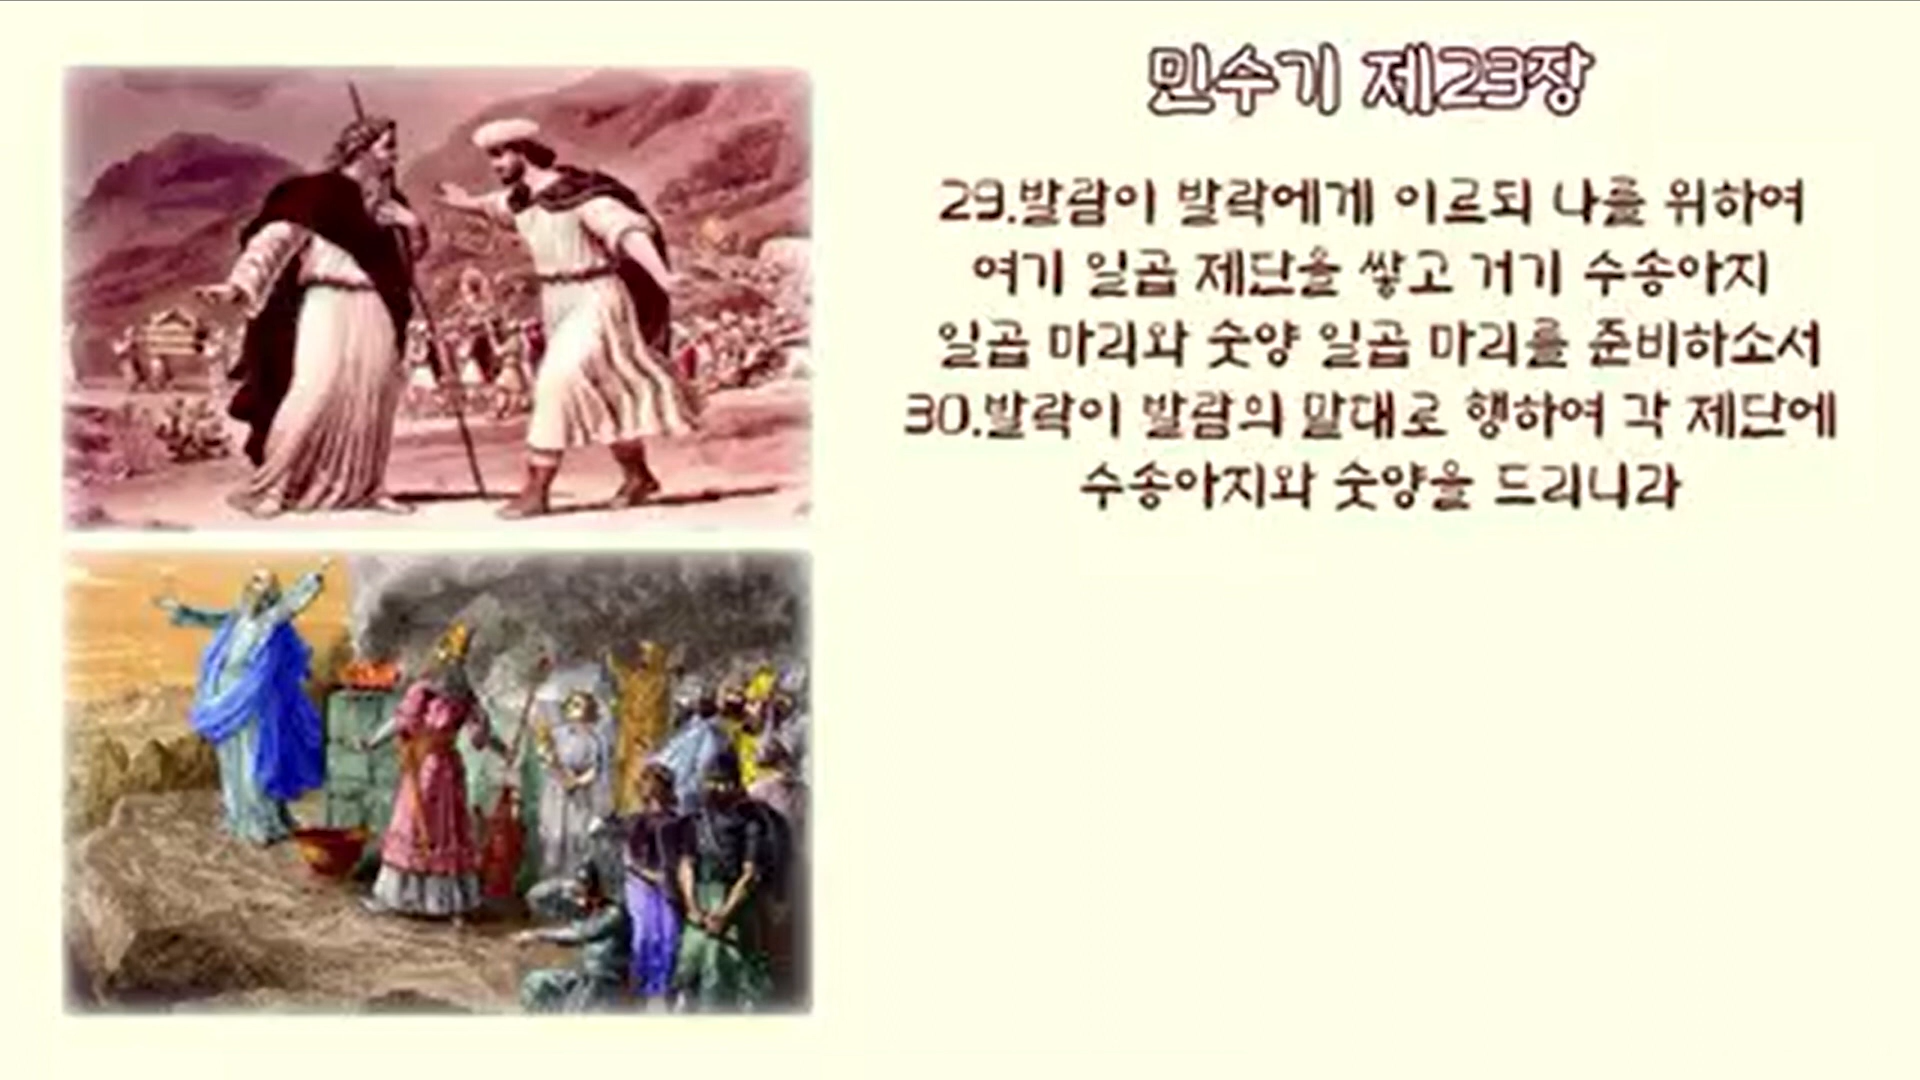 민수기 제23장
29.발람이 발락에게 이르되 나를 위하여
여기 일곱 제단을 쌓고 거기 수송아지
일곱 마리와 숫양 일곱 마리를 준비하소서
30.발락이 발람의 말대로 행하여 각 제단에
수송아지와 숫양을 드리니라